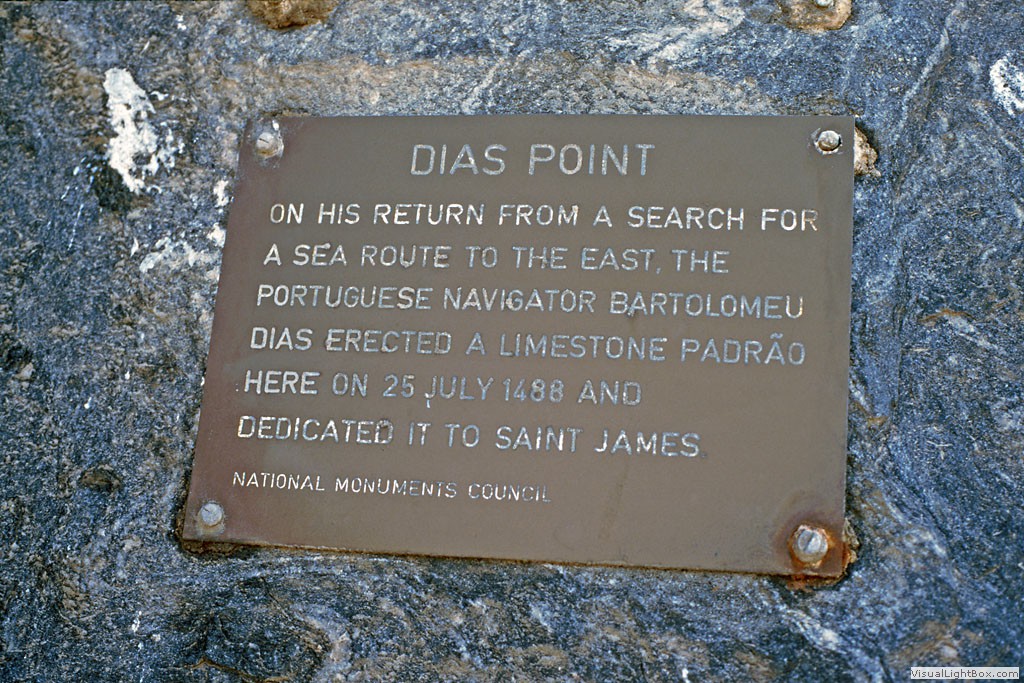 DIAS POINT
ON HIS RETURN FROM A SEARCH FOR
A SEA ROUTE TO THE EAST, THE
PORTUGUESE NAVIGATOR BARTOLOMEU
DIAS ERECTED A LIMESTONE PADRÃO
HERE ON 25 JULY 1488 AND
DEDICATED IT TO SAINT JAMES.
NATIONAL MONUMENTS COUNCIL
VisualLightBox.com